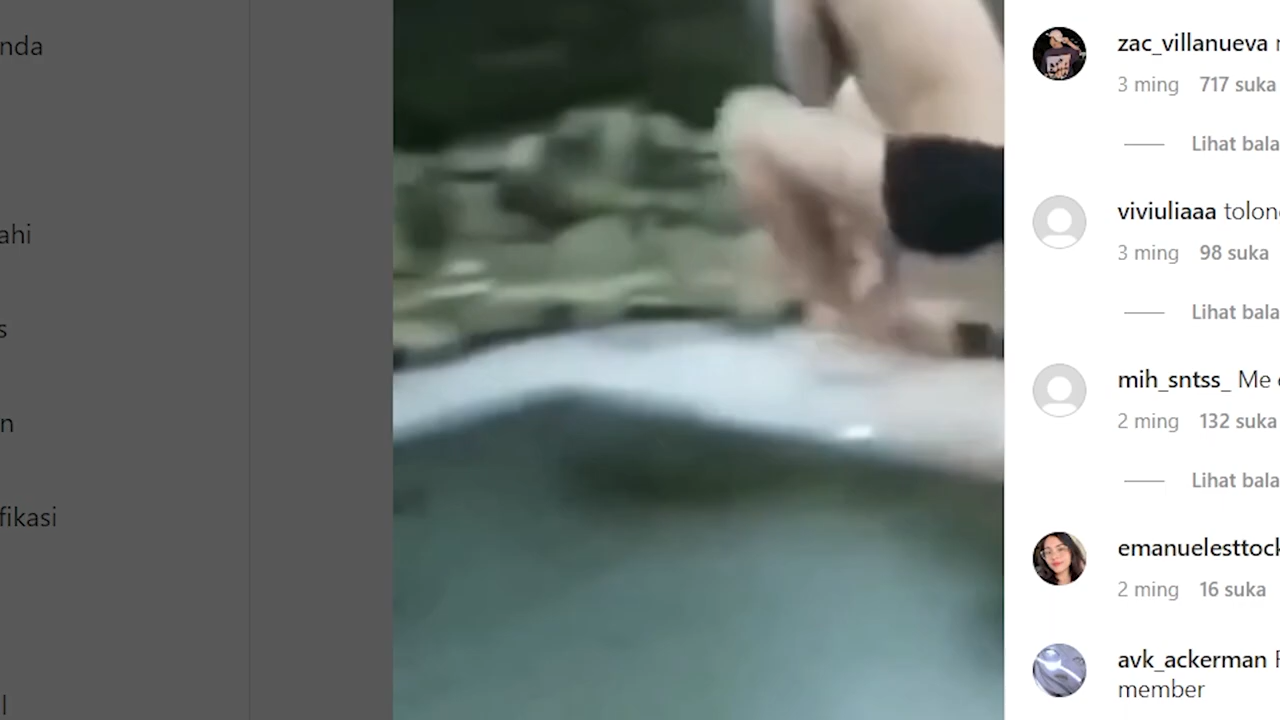 nda
ahi
s
n
fikasi
l
zac_villanueva
3 ming 717 suka
Lihat bala
viviuliaaa tolon
3 ming 98 suka
Lihat bala
mih_sntss_ Me
2 ming 132 suka
Lihat bala
emanuelesttock
2 ming 16 suka
avk_ackerman
member